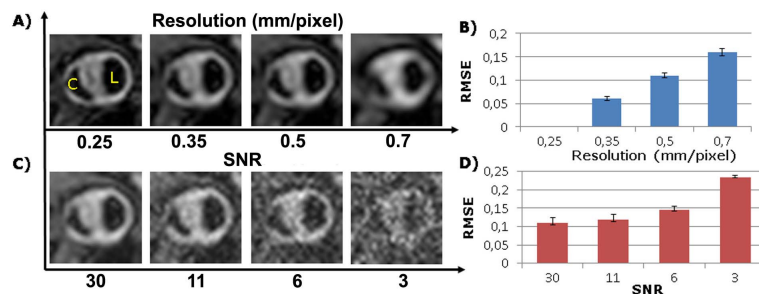 A)
Resolution (mm/pixel)
C
L
0.25
0.35
0.5
0.7
B)
RMSE
0,2
0,15
0,1
0,05
0
0,25
0,35
0,5
0,7
Resolution (mm/pixel)
C)
SNR
30
11
6
3
D)
RMSE
0,25
0,2
0,15
0,1
0,05
0
30
11
6
3
SNR